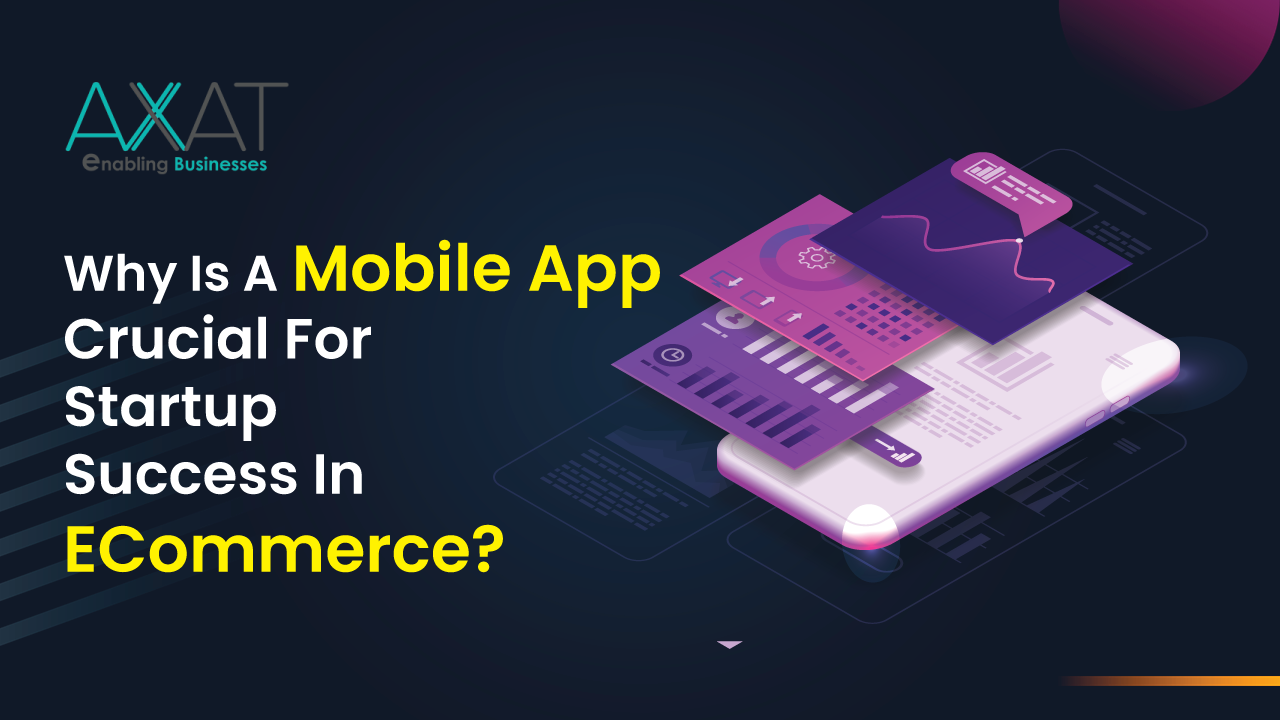 AXAT
enabling Businesses
Why Is A Mobile App
Crucial For
Startup
Success In
ECommerce?